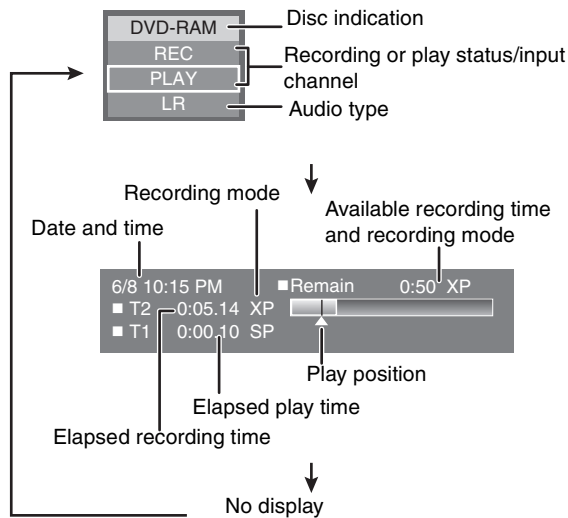 DVD-RAM
Disc indication
REC
PLAY
Recording or play status/input
channel
LR
Audio type
Recording mode
Available recording time
and recording mode
Date and time
6/8 10:15 PM ■Remain 0:50 XP
■ T2 0:05.14 XP
■ T1 0:00.10 SP
Play position
Elapsed play time
Elapsed recording time
No display